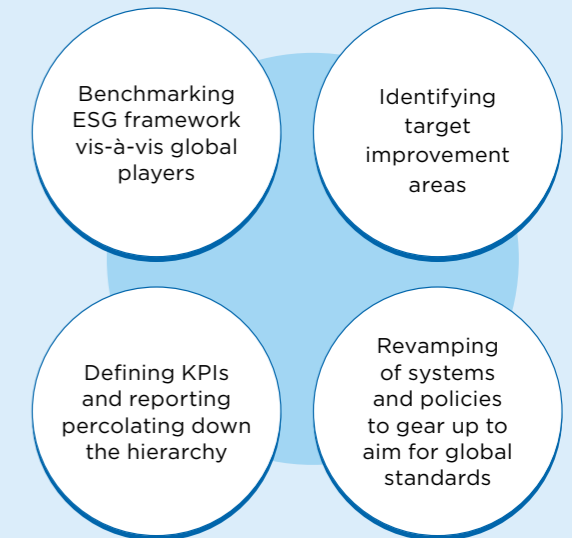 Benchmarking
ESG framework
vis-à-vis global
players
Identifying
target
improvement
areas
Defining KPIs
and reporting
percolating down
the hierarchy
Revamping
of systems
and policies
to gear up to
aim for global
standards